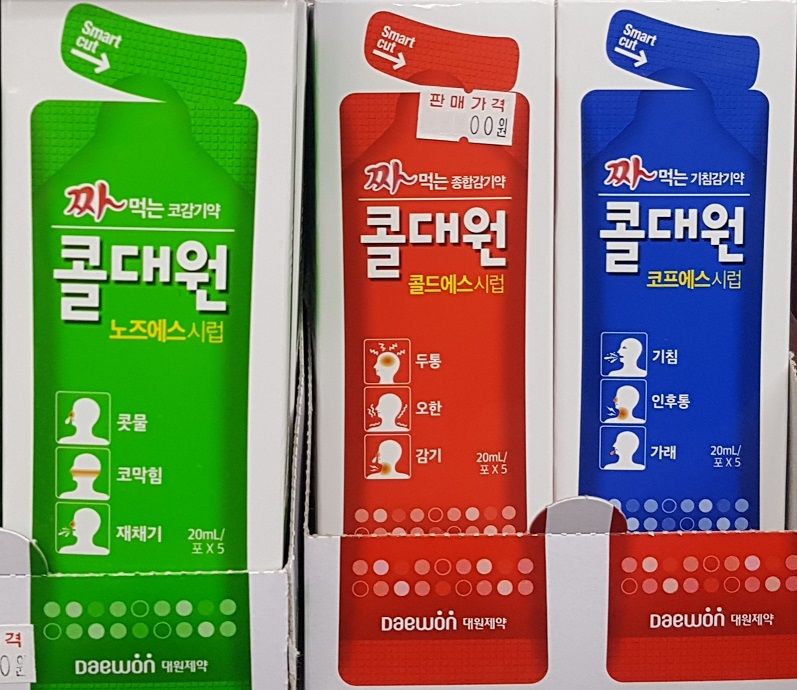 Smart
cut
짜 먹는 코감기약
콜대원
노즈에스시럽
콧물
코막힘
재채기
20mL/
포 X 5
Daewon 대원제약
격
0원
Smart
cut
판매가격
00원
짜 먹는 종합감기약
콜대원
콜드에스시럽
두통
오한
감기
20mL/
포 X 5
Daewon 대원제약
Smart
cut
짜 먹는 기침감기약
콜대원
코프에스시럽
기침
인후통
가래
20mL/
포 X 5
Daewon 대원제약